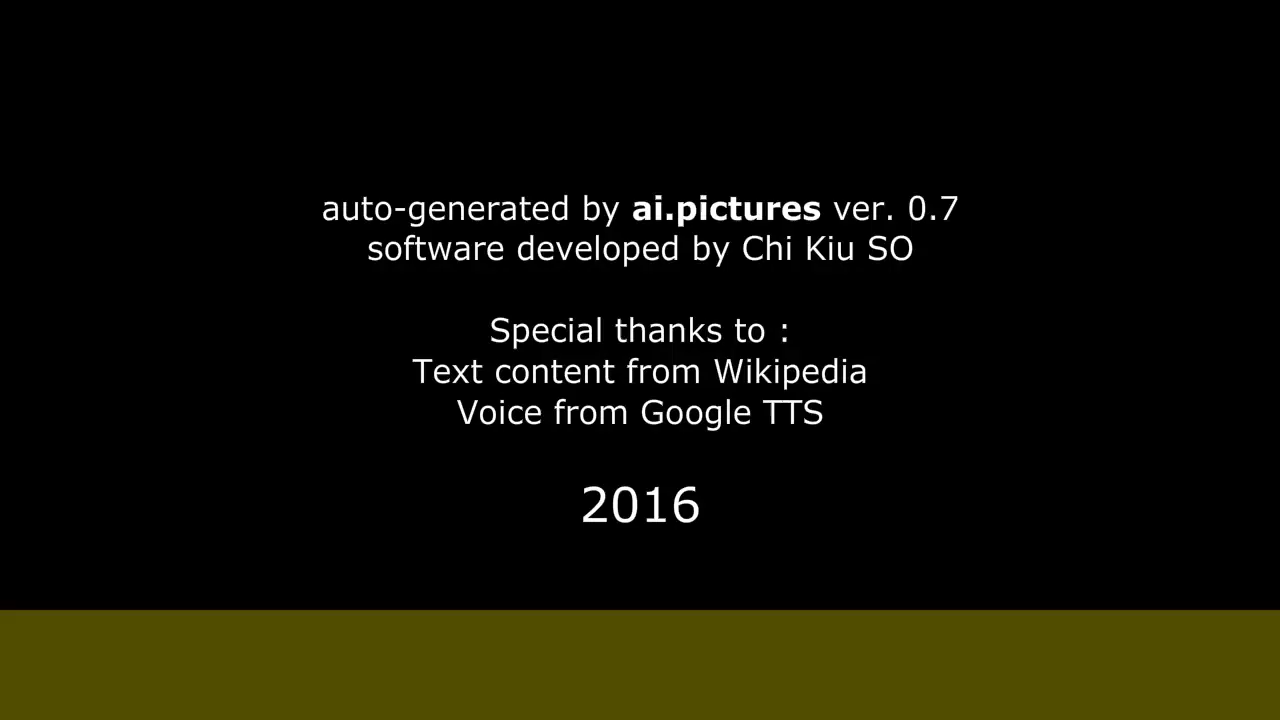 auto-generated by ai.pictures ver. 0.7
software developed by Chi Kiu SO
Special thanks to :
Text content from Wikipedia
Voice from Google TTS
2016